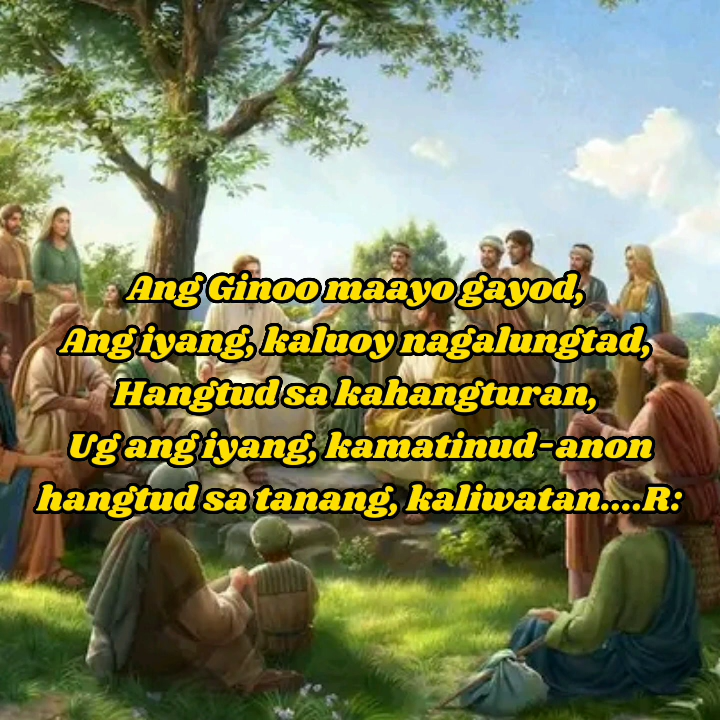 Ang Ginoo maayo gayod,
Ang iyang, kaluoy nagalungtad,
Hangtud sa kahangturan,
Ug ang iyang, kamatinud-anon
hangtud sa tanang, kaliwatan....R: